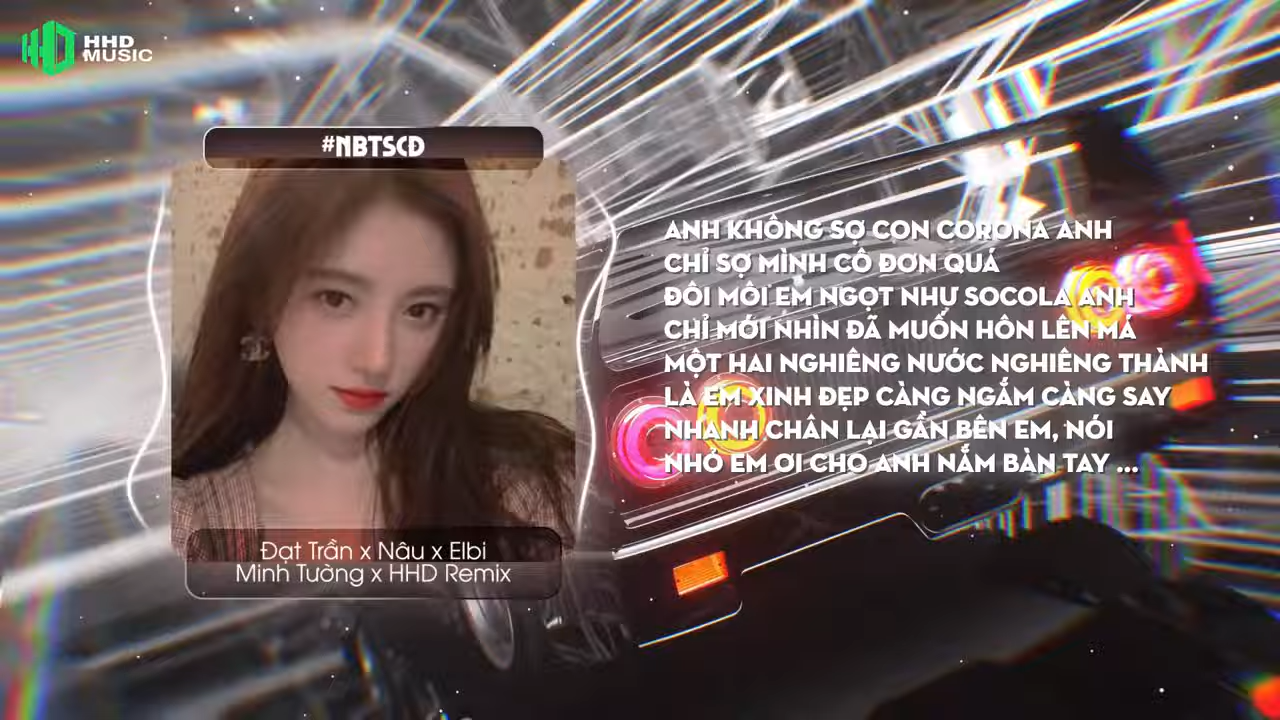 HHD
MUSIC
#NBTSCD
ANH KHÔNG SỢ CON CORONA ANH
CHỈ SỢ MÌNH CÔ ĐƠN QUÁ
ĐÔI MÔI EM NGỌT NHƯ SOCOLA ANH
CHỈ MỚI NHÌN ĐÃ MUỐN HÔN LÊN MÁ
MỘT HAI NGHIÊNG NƯỚC NGHIÊNG THÀNH
LÀ EM XINH ĐẸP CÀNG NGẮM CÀNG SAY
NHANH CHÂN LẠI GẦN BÊN EM, NÓI
NHỎ EM ƠI CHO ANH NẮM BÀN TAY ...
Đạt Trần x Nâu x Elbi
Minh Tường x HHD Remix